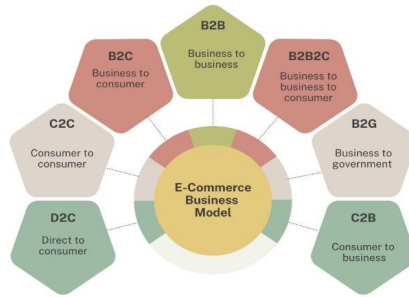 B2B
Business to
business
B2C
Business to
consumer
B2B2C
Business to
business to
consumer
C2C
Consumer to
consumer
B2G
Business to
government
E-Commerce
Business
Model
D2C
Direct to
consumer
C2B
Consumer to
business